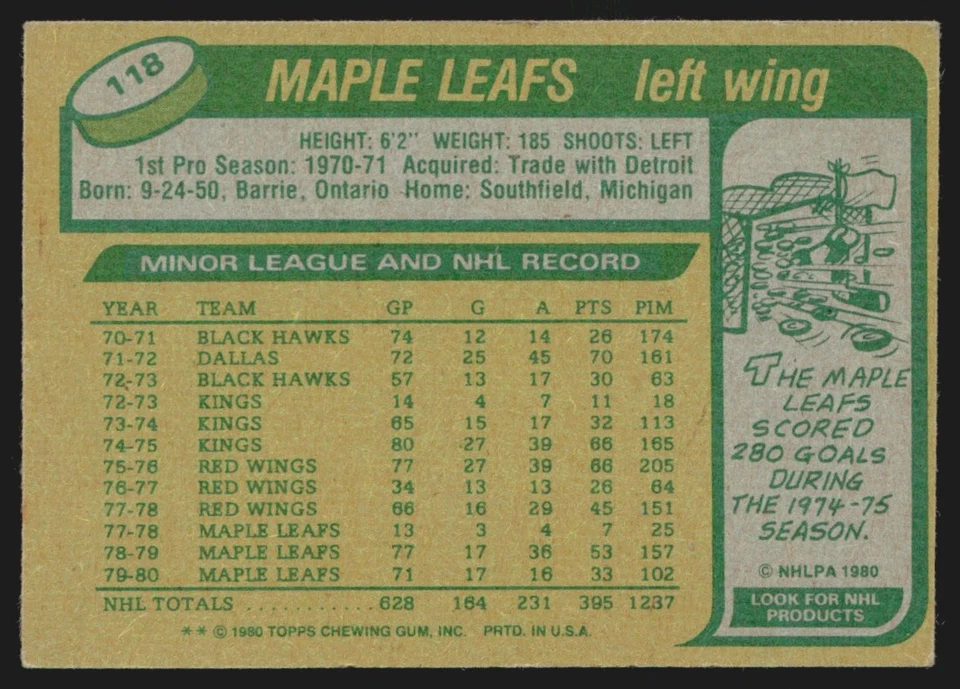 118
MAPLE LEAFS left wing
HEIGHT: 6'2" WEIGHT: 185 SHOOTS: LEFT
1st Pro Season: 1970-71 Acquired: Trade with Detroit
Born: 9-24-50, Barrie, Ontario Home: Southfield, Michigan
MINOR LEAGUE AND NHL RECORD
YEAR TEAM GP G A PTS PIM
70-71 BLACK HAWKS 74 12 14 26 174
71-72 DALLAS 72 25 45 70 161
72-73 BLACK HAWKS 57 13 17 30 63
72-73 KINGS 14 4 7 11 18
73-74 KINGS 65 15 17 32 113
74-75 KINGS 80 27 39 66 165
75-76 RED WINGS 77 27 39 66 205
76-77 RED WINGS 34 13 13 26 64
77-78 RED WINGS 66 16 29 45 151
77-78 MAPLE LEAFS 13 3 4 7 25
78-79 MAPLE LEAFS 77 17 36 53 157
79-80 MAPLE LEAFS 71 17 16 33 102
NHL TOTALS ..........628 164 231 395 1237
** © 1980 TOPPS CHEWING GUM, INC. PRTD. IN U.S.A.
THE MAPLE
LEAFS
SCORED
280 GOALS
DURING
THE 1974-75
SEASON.
© NHLPA 1980
LOOK FOR NHL
PRODUCTS